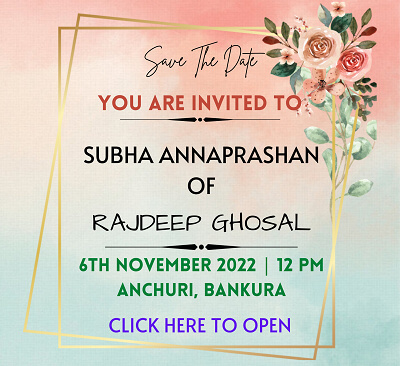 Save The Date
YOU ARE INVITED TO
SUBHA ANNAPRASHAN
OF
RAJDEEP GHOSAL
6TH NOVEMBER 2022 | 12 PM
ANCHURI, BANKURA
CLICK HERE TO OPEN